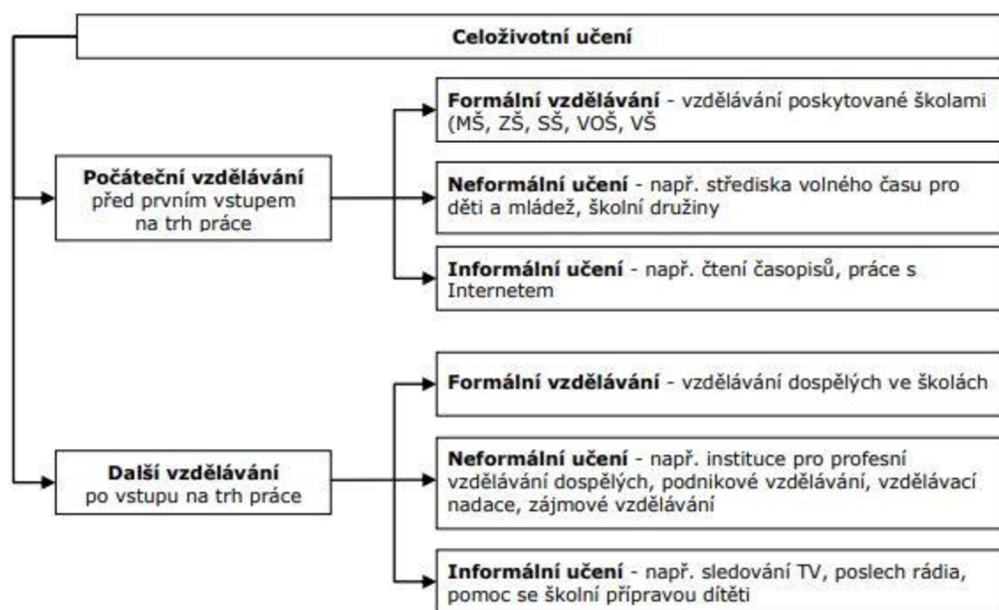 Celoživotní učení
Formální vzdělávání - vzdělávání poskytované školami
(MŠ, ZŠ, SŠ, VOŠ, VŠ
Počáteční vzdělávání
před prvním vstupem
na trh práce
Neformální učení - např. střediska volného času pro
děti a mládež, školní družiny
Informální učení - např. čtení časopisů, práce s
Internetem
Formální vzdělávání - vzdělávání dospělých ve školách
Další vzdělávání
po vstupu na trh práce
Neformální učení - např. instituce pro profesní
vzdělávání dospělých, podnikové vzdělávání, vzdělávací
nadace, zájmové vzdělávání
Informální učení - např. sledování TV, poslech rádia,
pomoc se školní přípravou dítěti